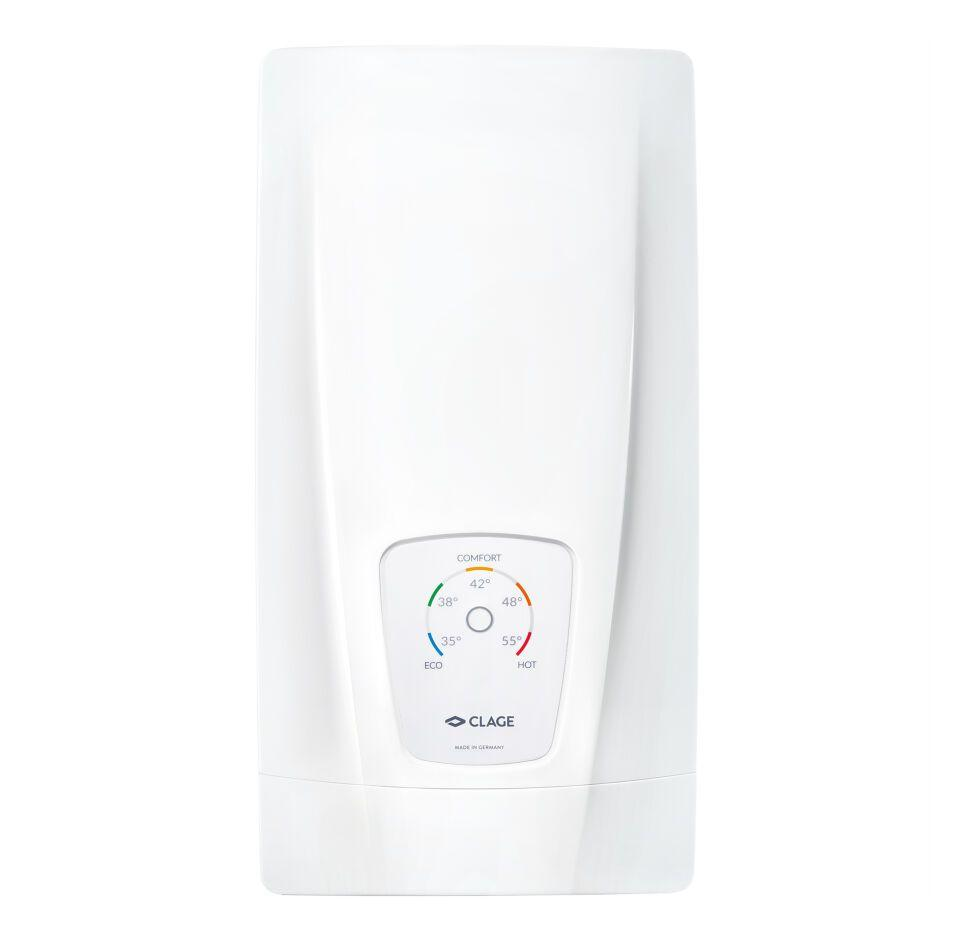 COMFORT
42°
38° 48°
35° 55°
ECO HOT
CLAGE
MADE IN GERMANY